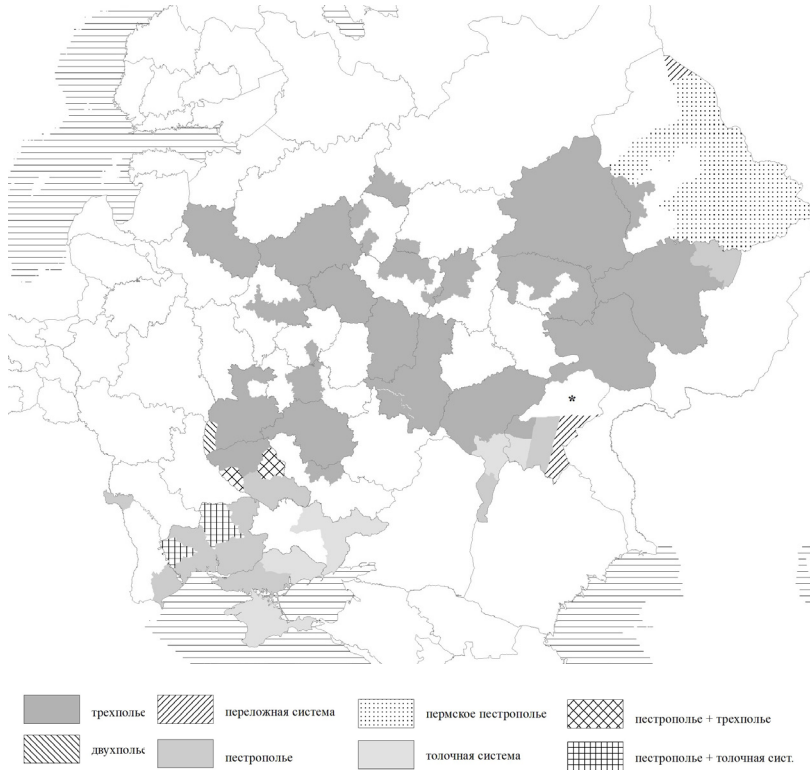 *
трехполье
переложная система
пермское пестрополье
пестрополье + трехполье
двухполье
пестрополье
толочная система
пестрополье + толочная сист.